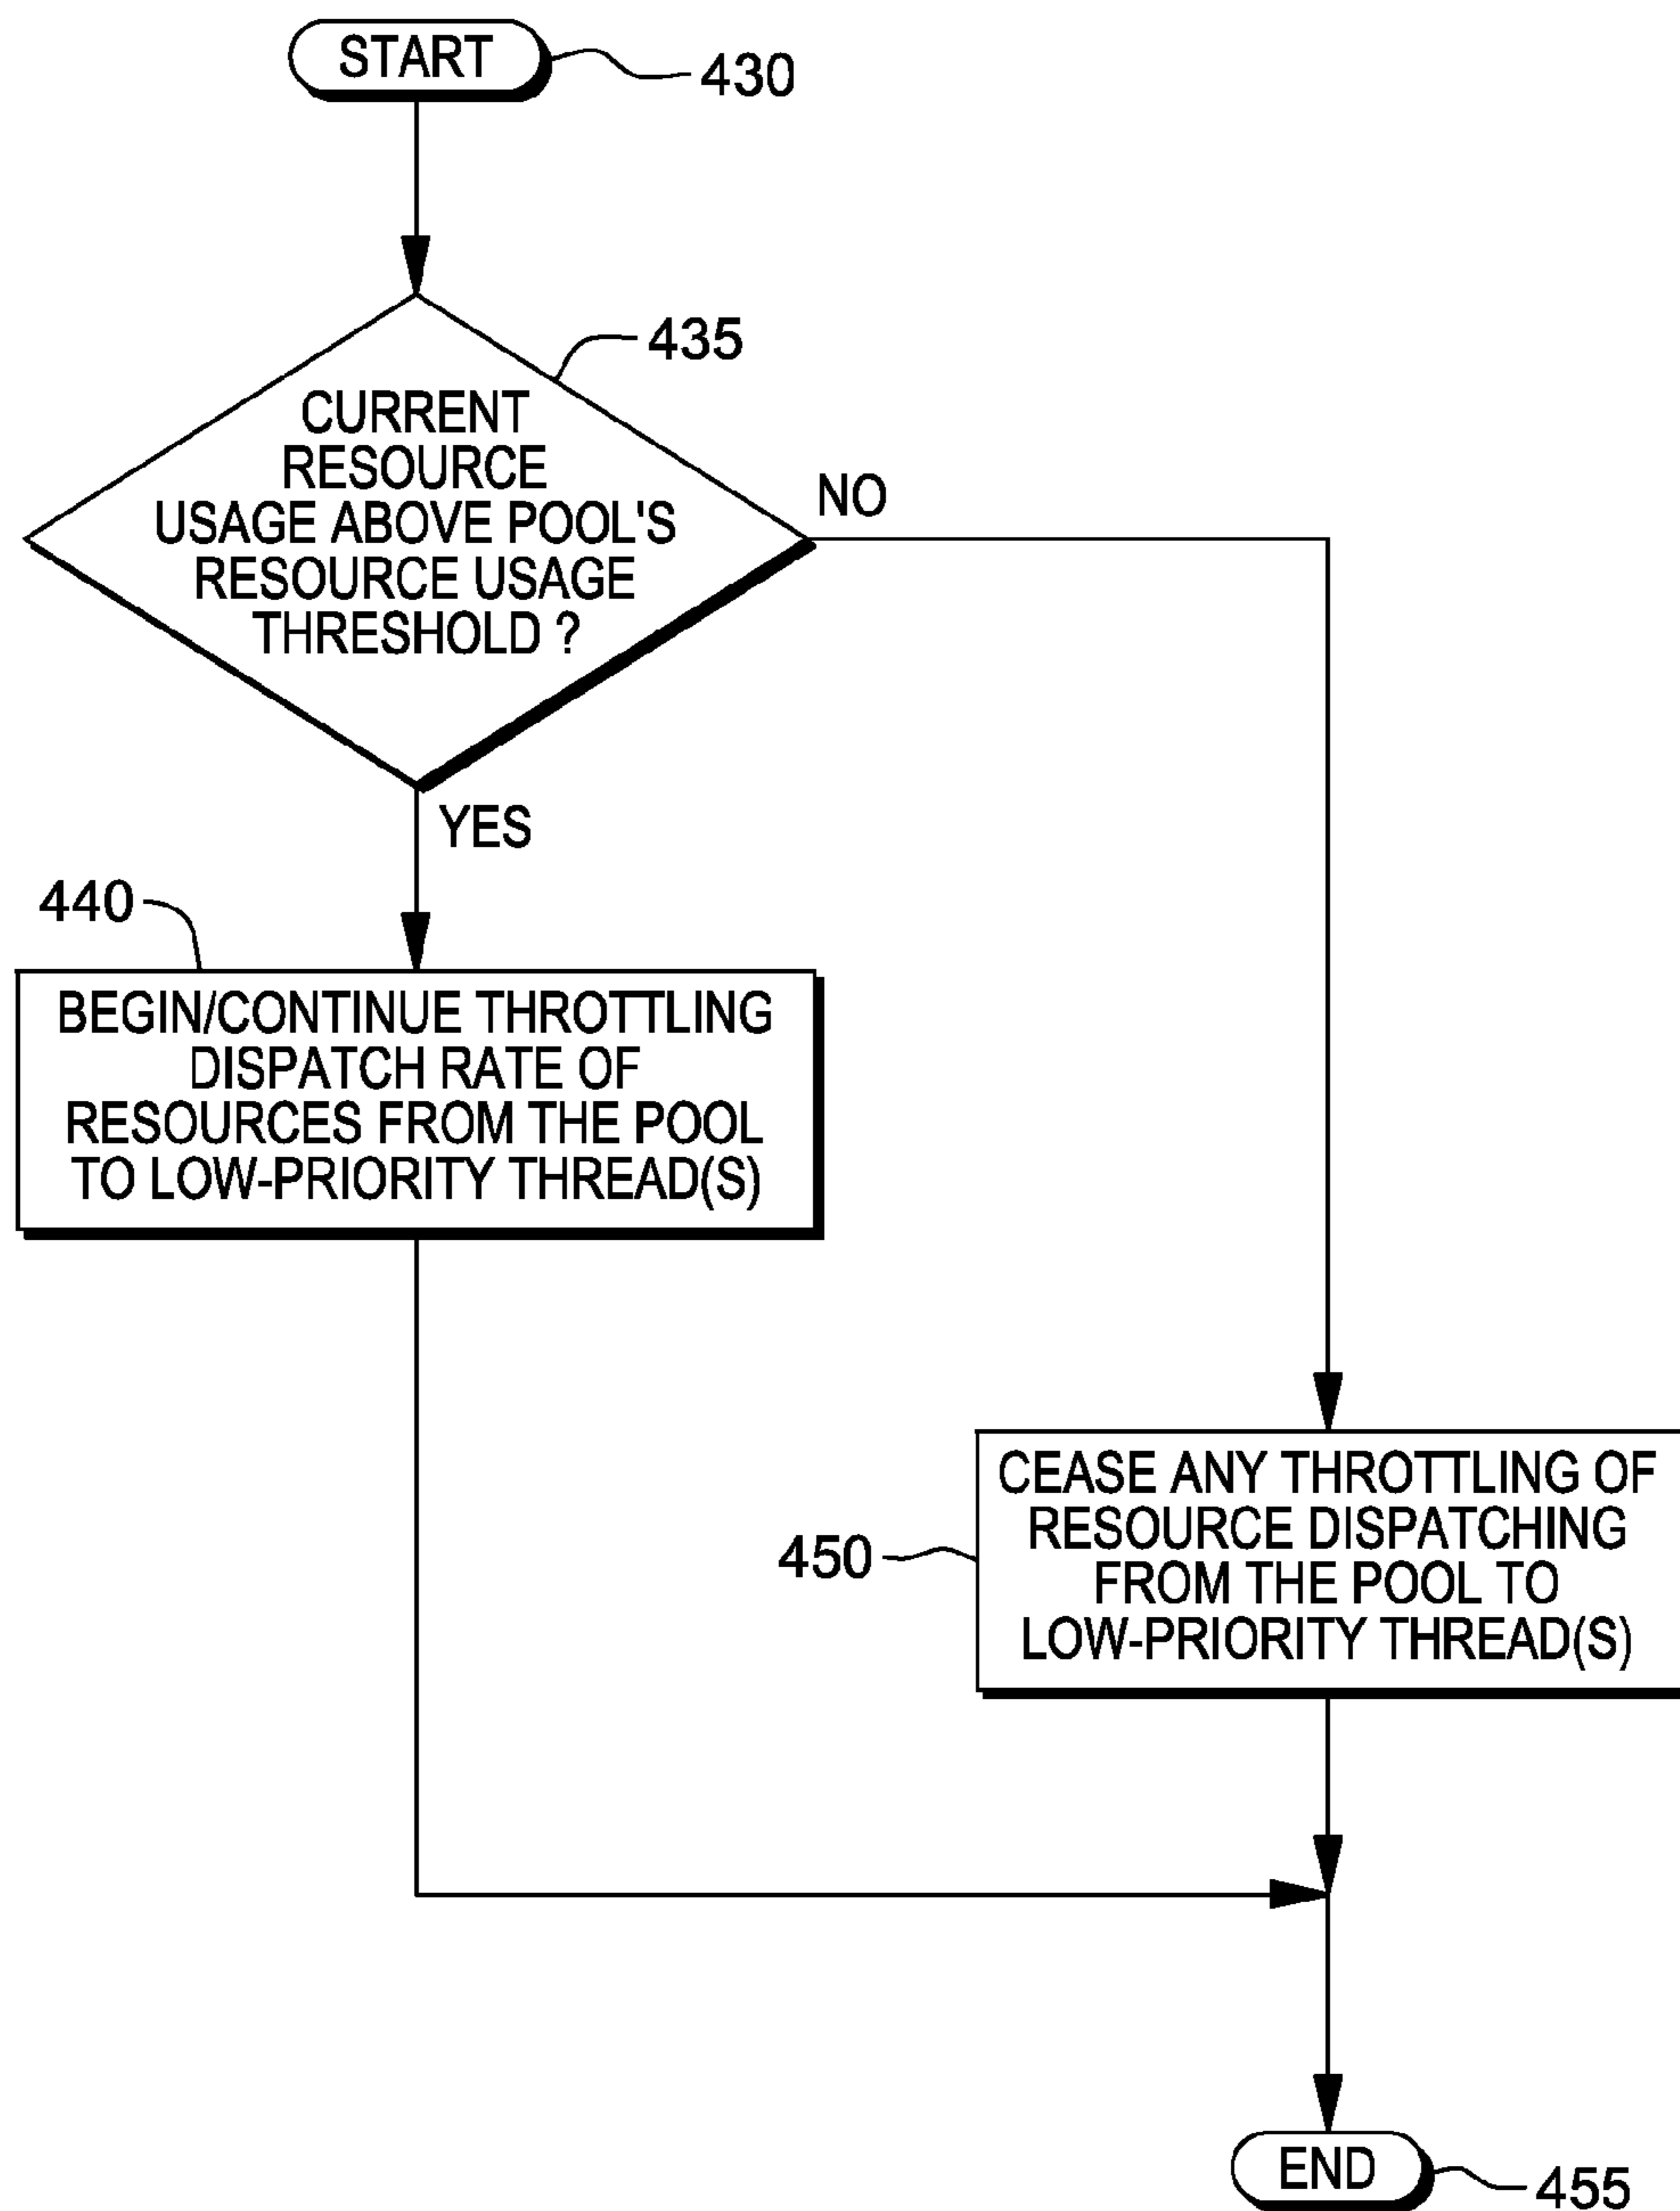 START
430
435
CURRENT
RESOURCE
USAGE ABOVE POOL'S
RESOURCE USAGE
THRESHOLD ?
NO
YES
440
BEGIN/CONTINUE THROTTLING
DISPATCH RATE OF
RESOURCES FROM THE POOL
TO LOW-PRIORITY THREAD(S)
CEASE ANY THROTTLING OF
RESOURCE DISPATCHING
FROM THE POOL TO
LOW-PRIORITY THREAD(S)
450
END
455